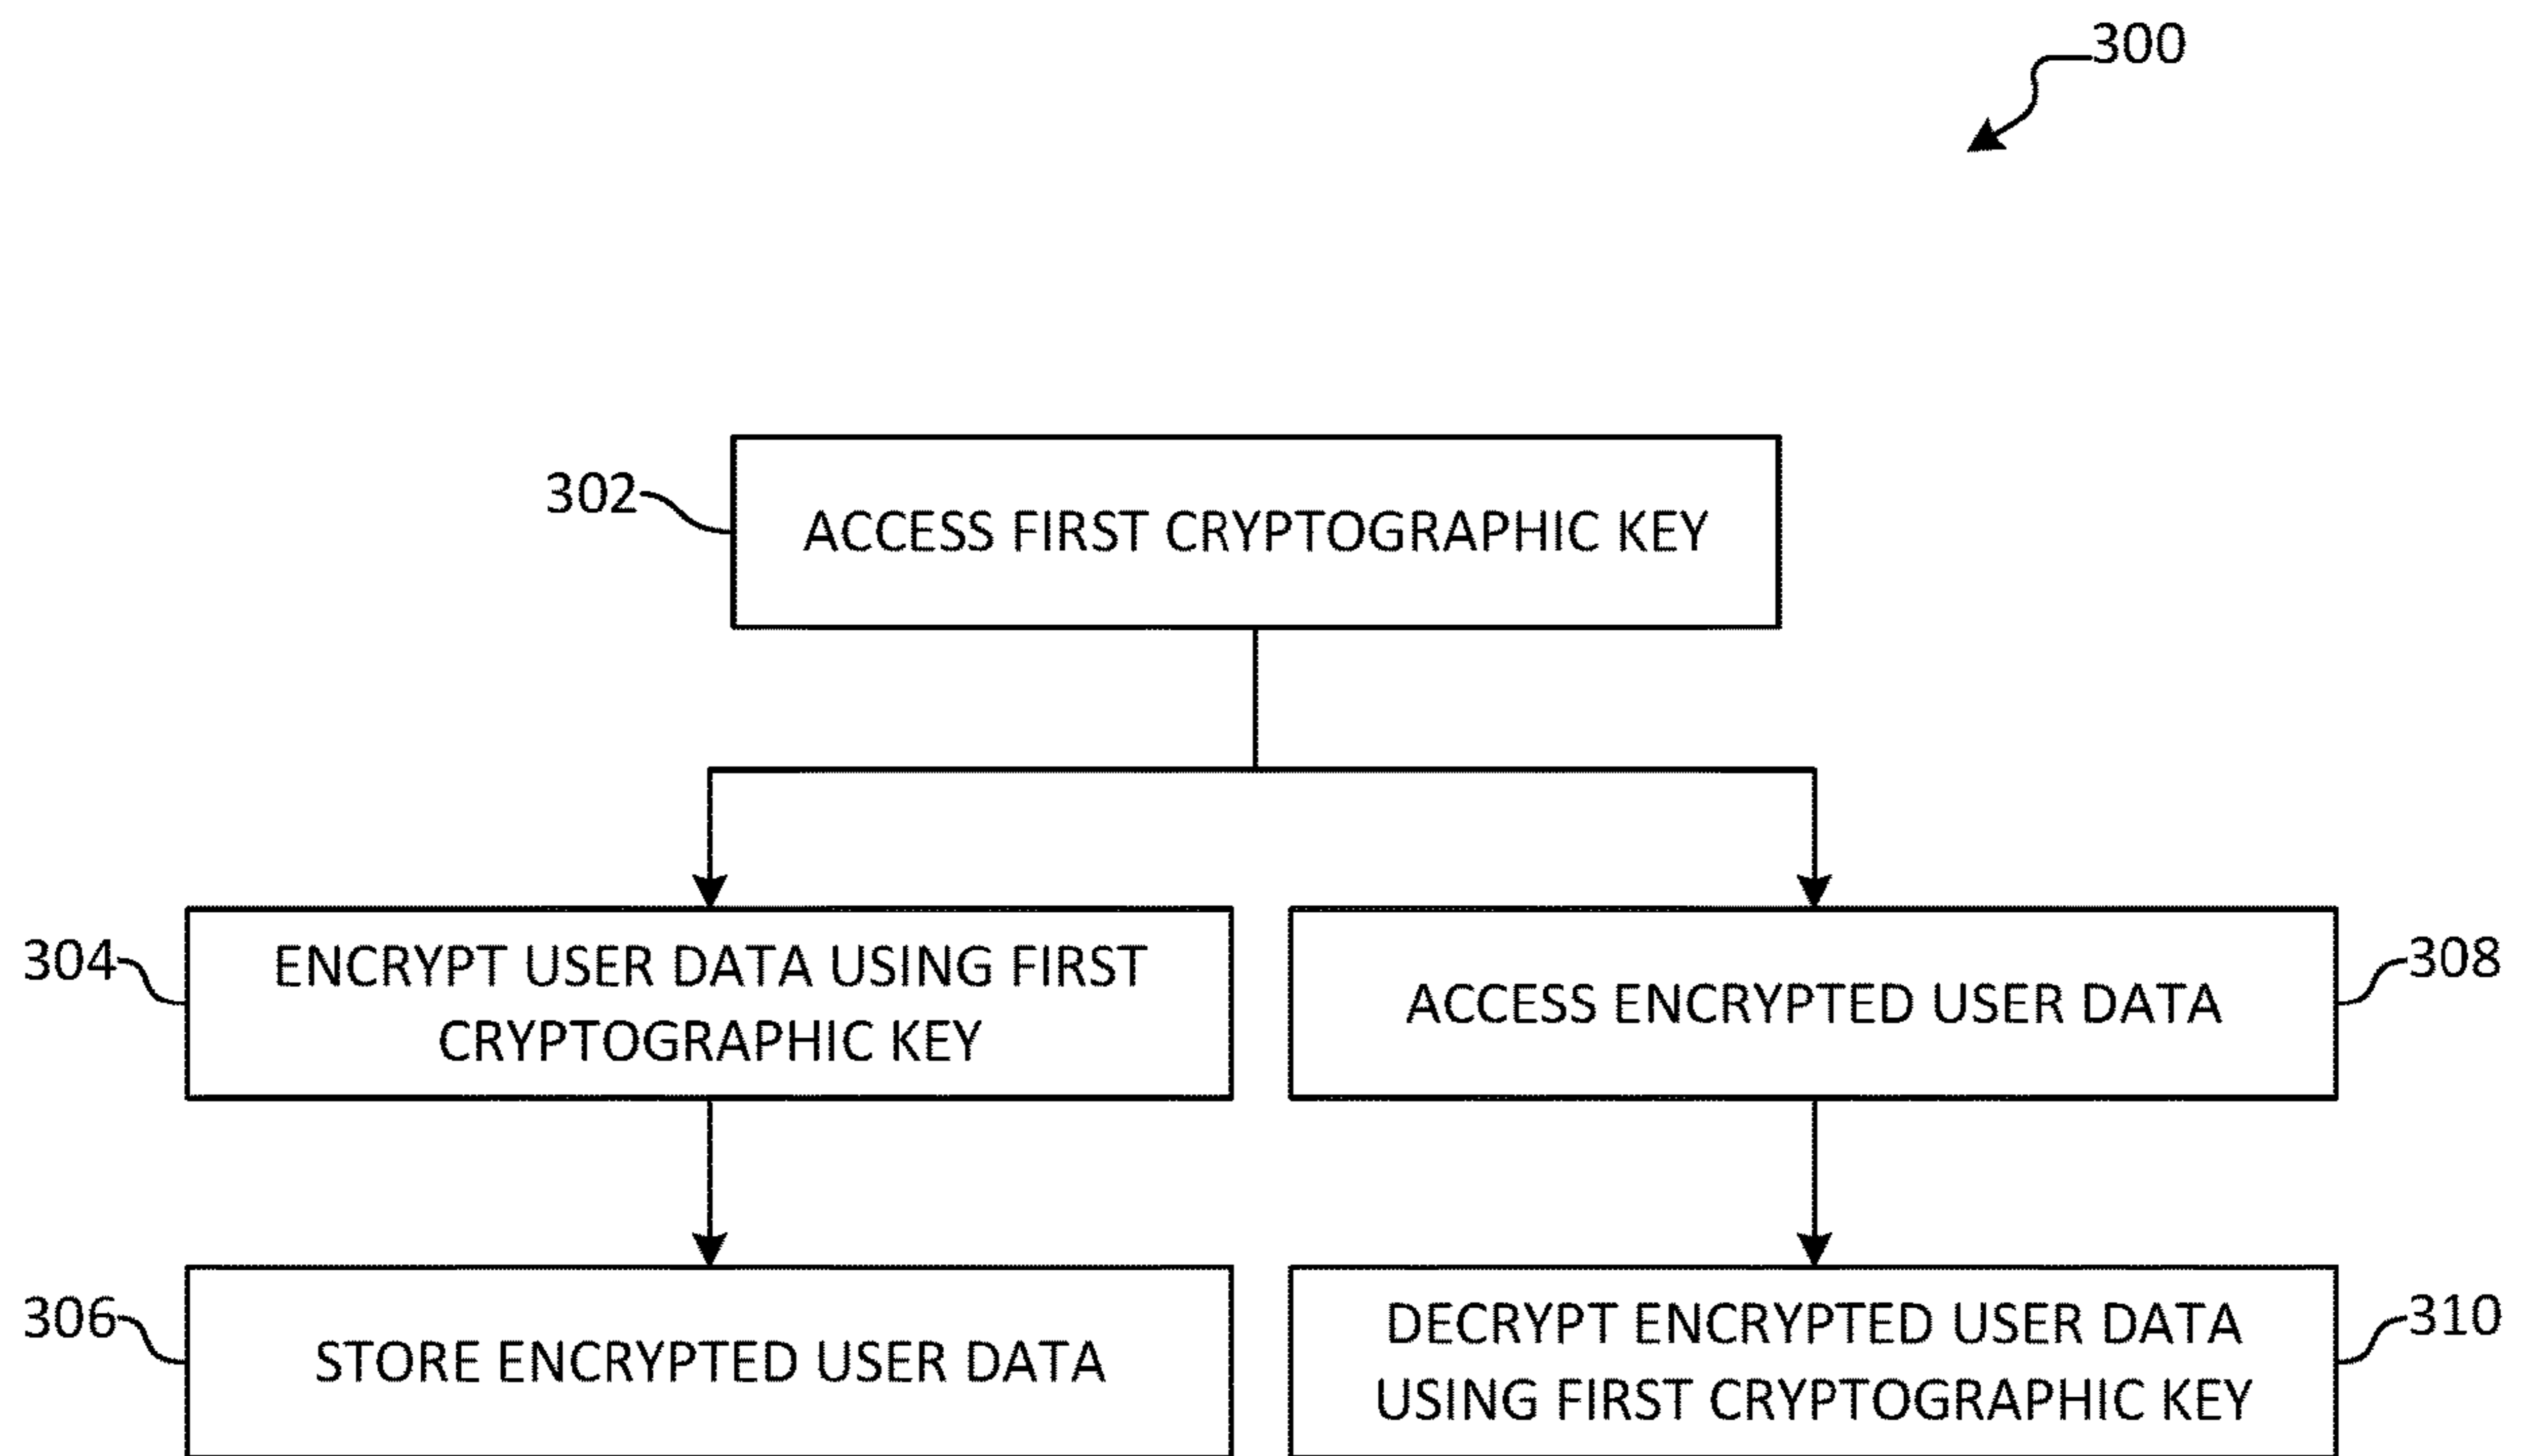 300
302
ACCESS FIRST CRYPTOGRAPHIC KEY
304
ENCRYPT USER DATA USING FIRST
CRYPTOGRAPHIC KEY
308
ACCESS ENCRYPTED USER DATA
306
STORE ENCRYPTED USER DATA
310
DECRYPT ENCRYPTED USER DATA
USING FIRST CRYPTOGRAPHIC KEY